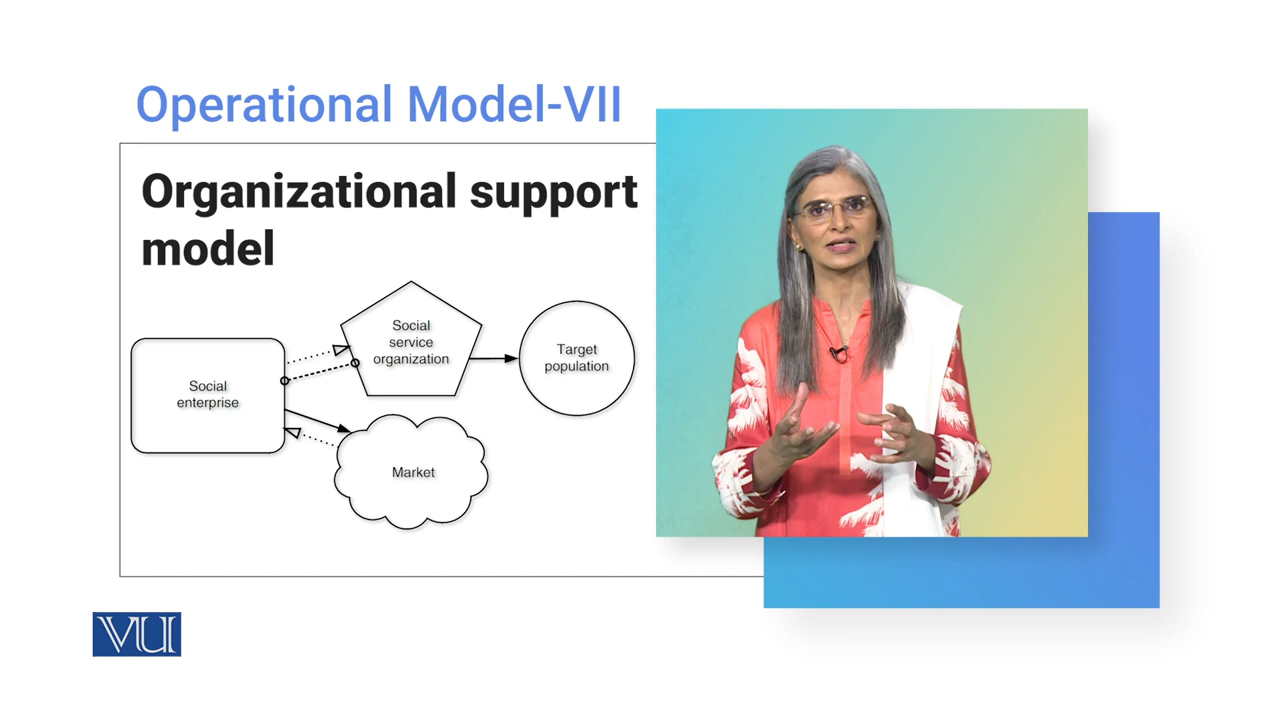 Operational Model-VII
Organizational support
model
Social
service
organization
Target
population
Social
enterprise
Market
VU